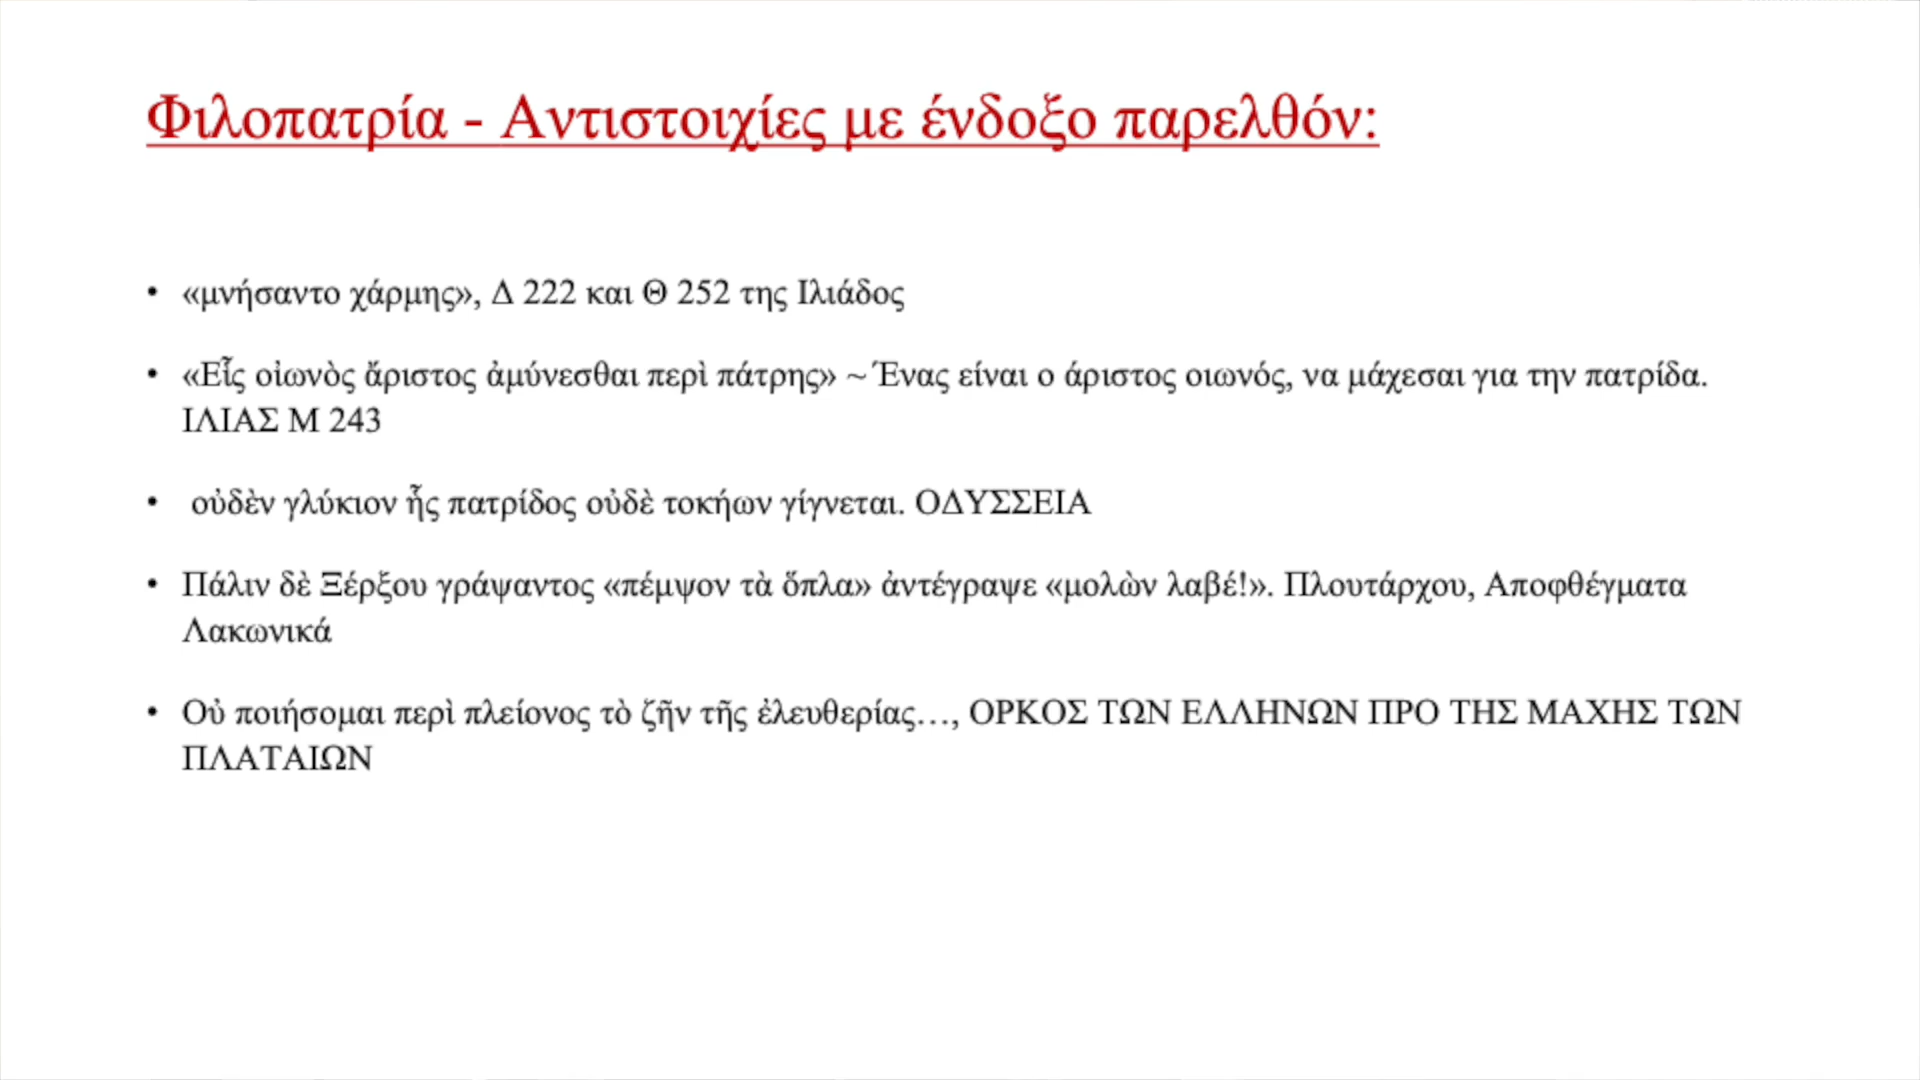 Φιλοπατρία - Αντιστοιχίες με ένδοξο παρελθόν:
• «μνήσαντο χάρμης», Δ 222 και Θ 252 της Ιλιάδος
• «Εἷς οἰωνὸς ἄριστος ἀμύνεσθαι περὶ πάτρης» ~ Ένας είναι ο άριστος οιωνός, να μάχεσαι για την πατρίδα.
ΙΛΙΑΣ Μ 243
• οὐδὲν γλύκιον ἧς πατρίδος οὐδὲ τοκήων γίγνεται. ΟΔΥΣΣΕΙΑ
• Πάλιν δὲ Ξέρξου γράψαντος «πέμψον τὰ ὅπλα» ἀντέγραψε «μολὼν λαβέ!». Πλουτάρχου, Αποφθέγματα
Λακωνικά
• Οὐ ποιήσομαι περὶ πλείονος τὸ ζῆν τῆς ἐλευθερίας…, ΟΡΚΟΣ ΤΩΝ ΕΛΛΗΝΩΝ ΠΡΟ ΤΗΣ ΜΑΧΗΣ ΤΩΝ
ΠΛΑΤΑΙΩΝ